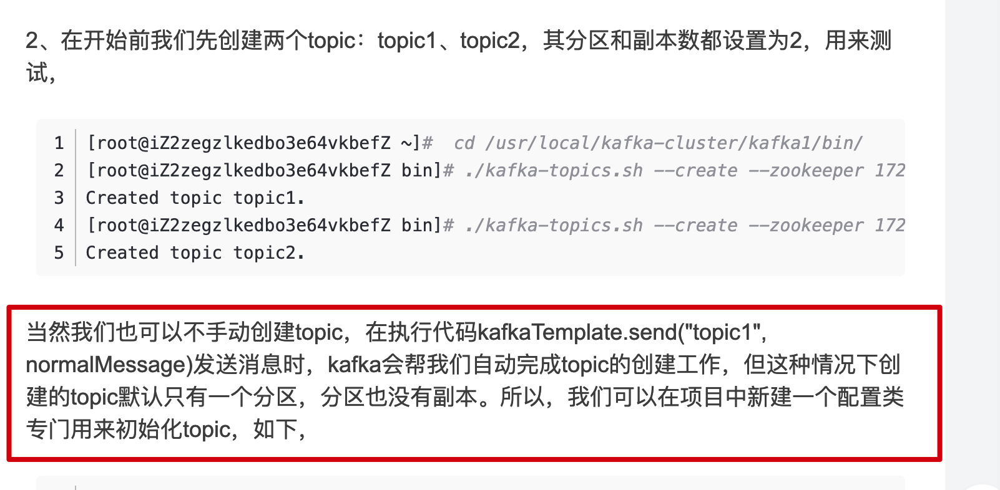 2、在开始前我们先创建两个topic：topic1、topic2，其分区和副本数都设置为2，用来测
试，
1 [root@iZ2zegzlkedbo3e64vkbefZ ~]#  cd /usr/local/kafka-cluster/kafka1/bin/
2 [root@iZ2zegzlkedbo3e64vkbefZ bin]# ./kafka-topics.sh --create --zookeeper 172
3 Created topic topic1.
4 [root@iZ2zegzlkedbo3e64vkbefZ bin]# ./kafka-topics.sh --create --zookeeper 172
5 Created topic topic2.
当然我们也可以不手动创建topic，在执行代码kafkaTemplate.send("topic1",
normalMessage)发送消息时，kafka会帮我们自动完成topic的创建工作，但这种情况下创
建的topic默认只有一个分区，分区也没有副本。所以，我们可以在项目中新建一个配置类
专门用来初始化topic，如下，